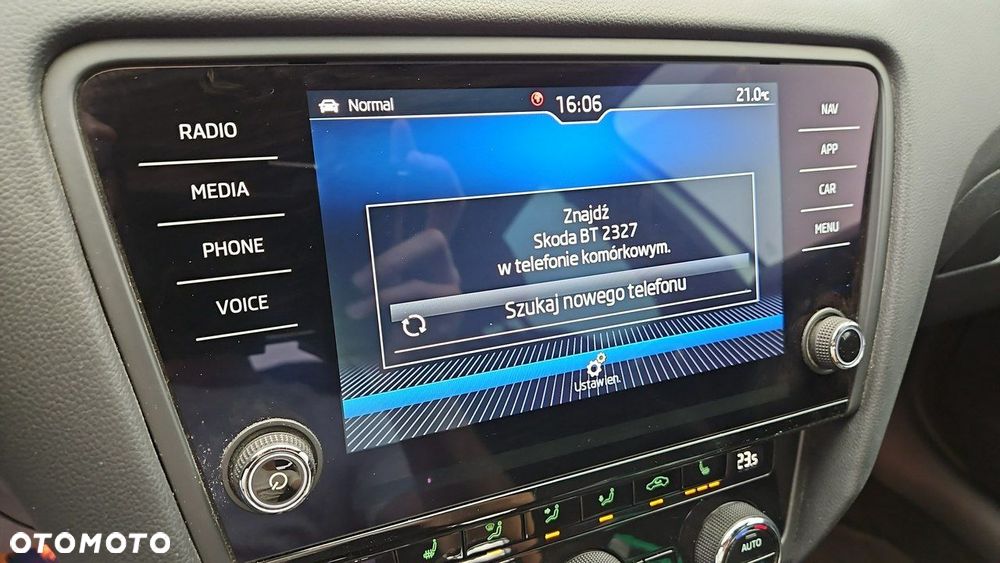 Normal
16:06
21.0°C
RADIO
MEDIA
PHONE
VOICE
NAV
APP
CAR
MENU
Znajdź
Skoda BT 2327
w telefonie komórkowym.
Szukaj nowego telefonu
Ustawien.
23.5
AUTO
OTOMOTO